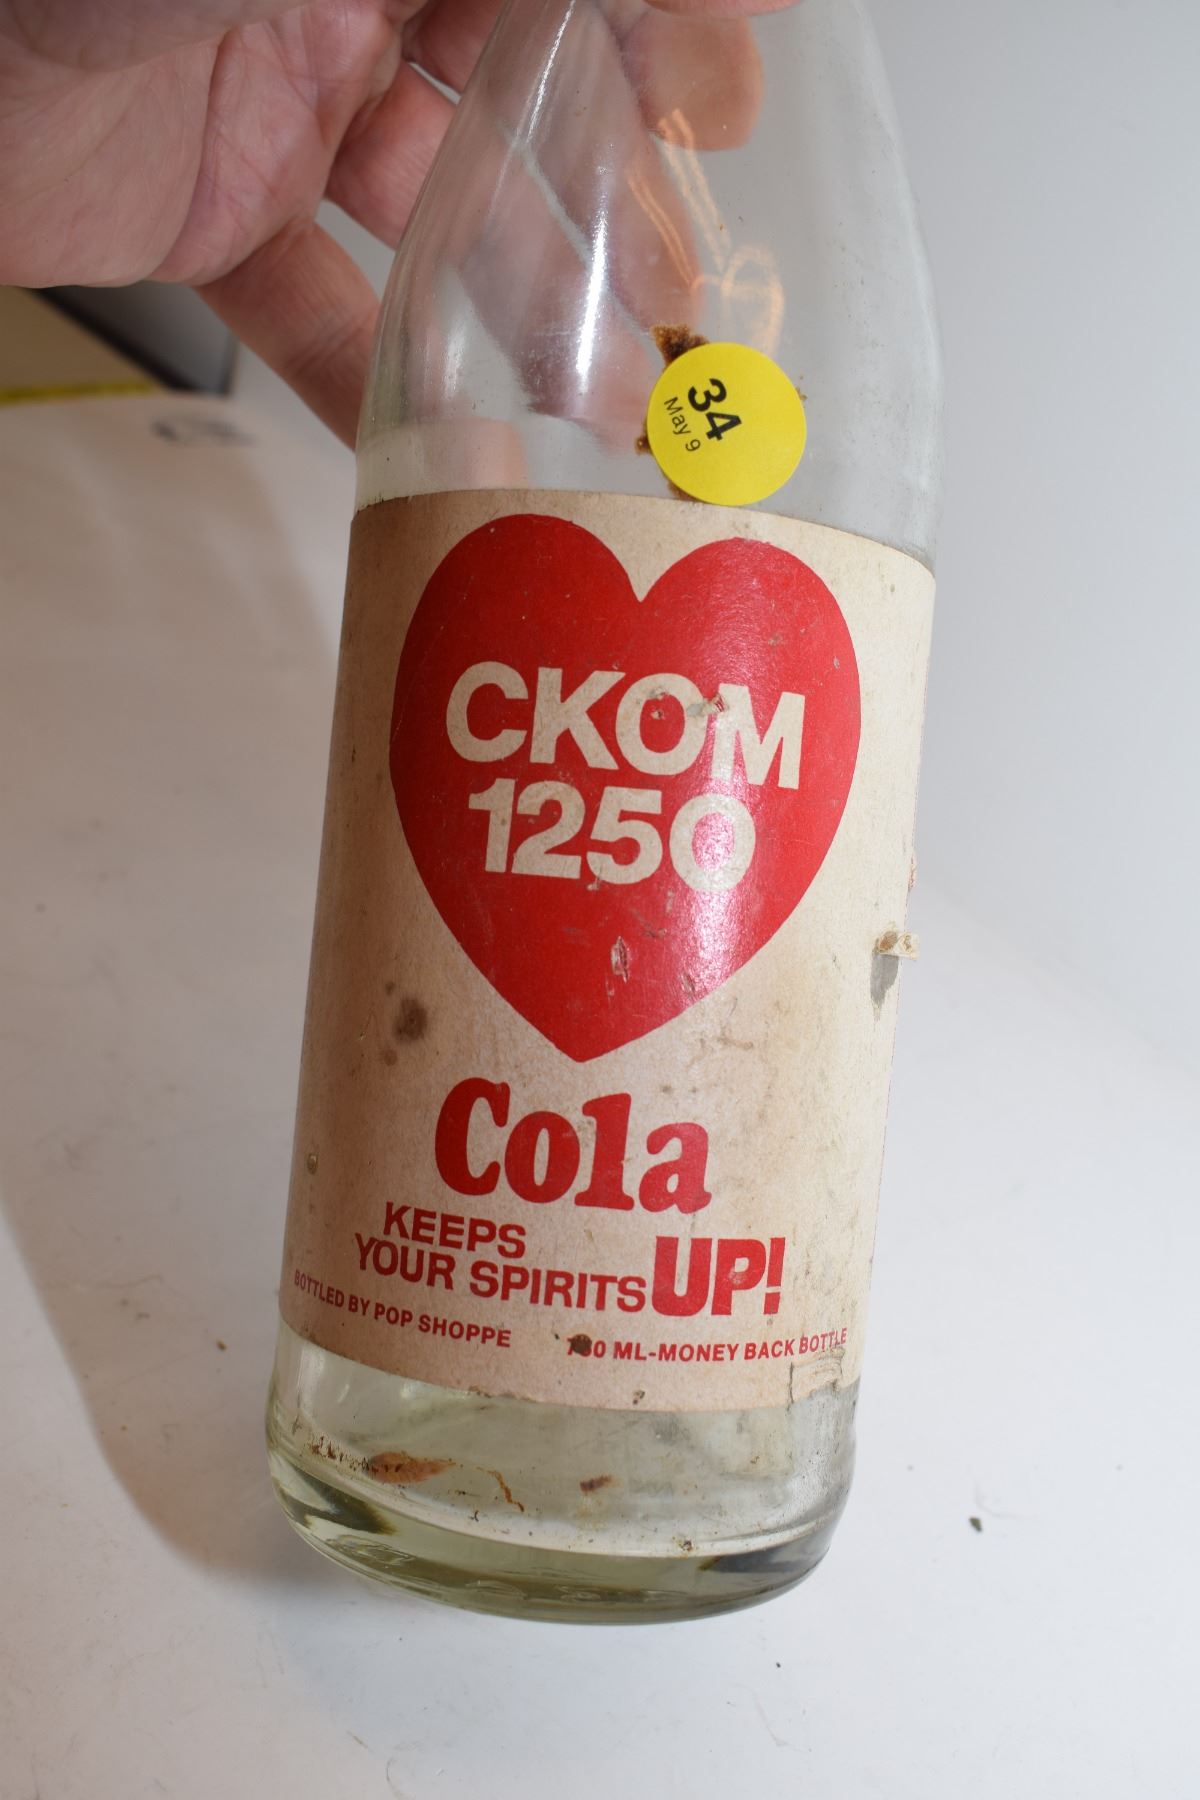 34
May 9
CKOM
1250
Cola
KEEPS
YOUR SPIRITS UP!
BOTTLED BY POP SHOPPE
ML-MONEY BACK BOTTLE